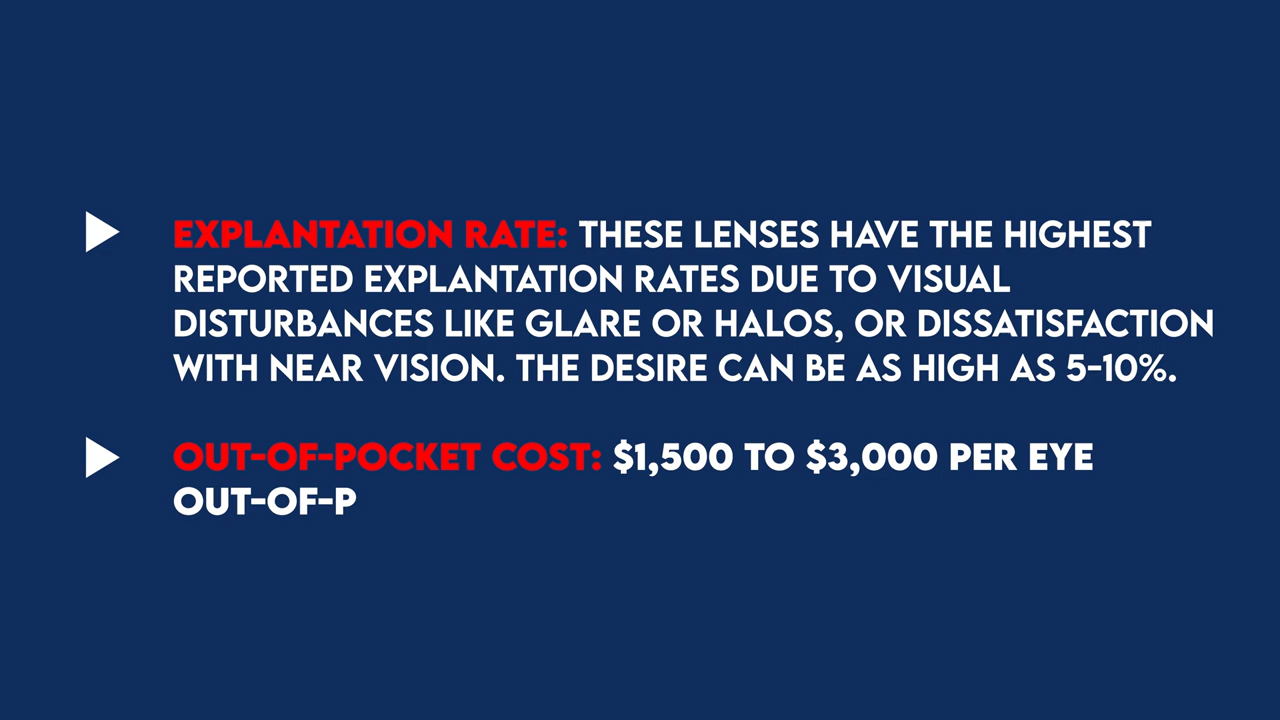 EXPLANTATION RATE: THESE LENSES HAVE THE HIGHEST
REPORTED EXPLANTATION RATES DUE TO VISUAL
DISTURBANCES LIKE GLARE OR HALOS, OR DISSATISFACTION
WITH NEAR VISION. THE DESIRE CAN BE AS HIGH AS 5-10%.
OUT-OF-POCKET COST: $1,500 TO $3,000 PER EYE
OUT-OF-P